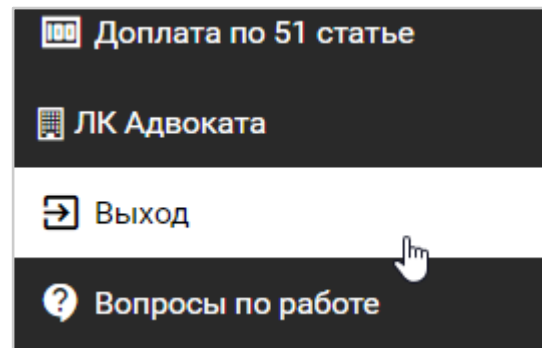 Доплата по 51 статье
ЛК Адвоката
Выход
Вопросы по работе